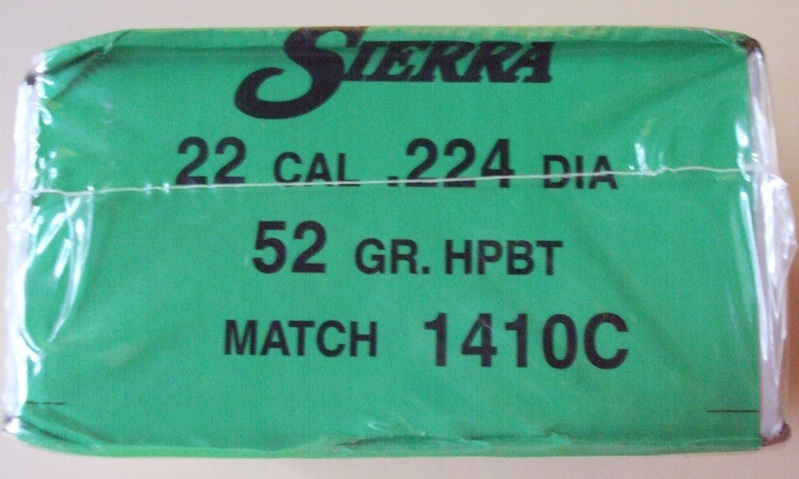 SIERRA
22 CAL .224 DIA
52 GR. HPBT
MATCH 1410C